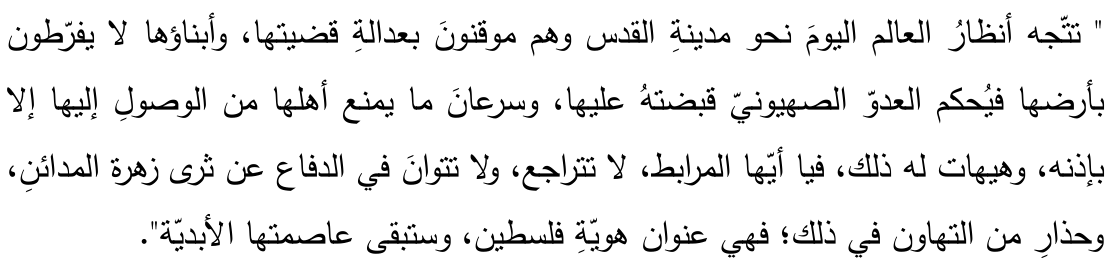 " تتّجه أنظارُ العالم اليومَ نحو مدينةِ القدس وهم موقنونَ بعدالةِ قضيتها، وأبناؤها لا يفرّطون
بأرضها فيُحكم العدوّ الصهيونيّ قبضتهُ عليها، وسرعانَ ما يمنع أهلها من الوصولِ إليها إلا
بإذنه، وهيهات له ذلك، فيا أيّها المرابط، لا تتراجع، ولا تتوانَ في الدفاع عن ثرى زهرة المدائنِ،
وحذارِ من التهاون في ذلك؛ فهي عنوان هويّةِ فلسطين، وستبقى عاصمتها الأبديّة".